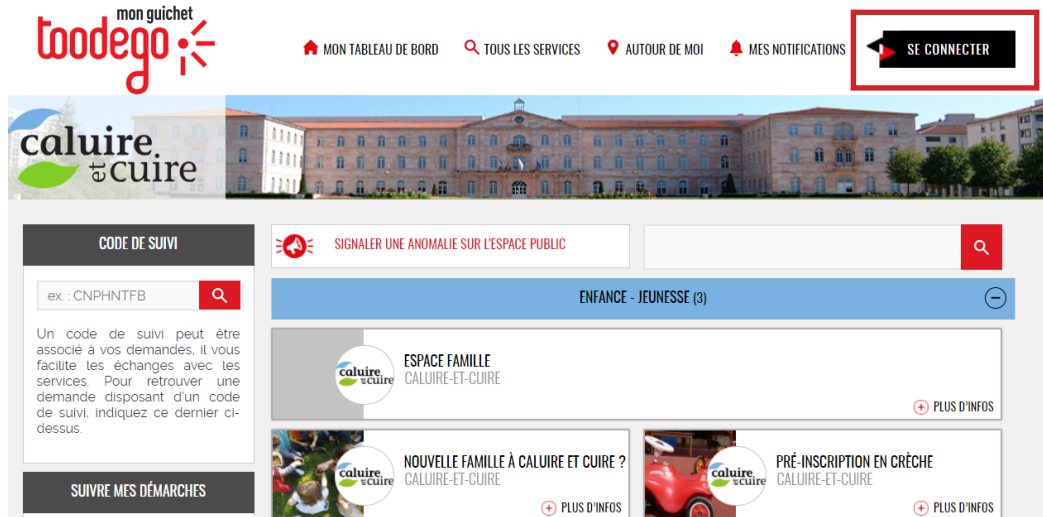 mon guichet
toodego
MON TABLEAU DE BORD
TOUS LES SERVICES
AUTOUR DE MOI
MES NOTIFICATIONS
SE CONNECTER
caluire
et cuire
CODE DE SUIVI
ex. : CNPHNTFB
Un code de suivi peut être
associé à vos demandes, il vous
facilite les échanges avec les
services. Pour retrouver une
demande disposant d'un code
de suivi, indiquez ce dernier ci-
dessus.
SUIVRE MES DÉMARCHES
SIGNALER UNE ANOMALIE SUR L'ESPACE PUBLIC
ENFANCE - JEUNESSE (3)
caluire
et cuire
ESPACE FAMILLE
CALUIRE-ET-CUIRE
PLUS D'INFOS
caluire
et cuire
NOUVELLE FAMILLE À CALUIRE ET CUIRE ?
CALUIRE-ET-CUIRE
PLUS D'INFOS
caluire
et cuire
PRÉ-INSCRIPTION EN CRÈCHE
CALUIRE-ET-CUIRE
PLUS D'INFOS